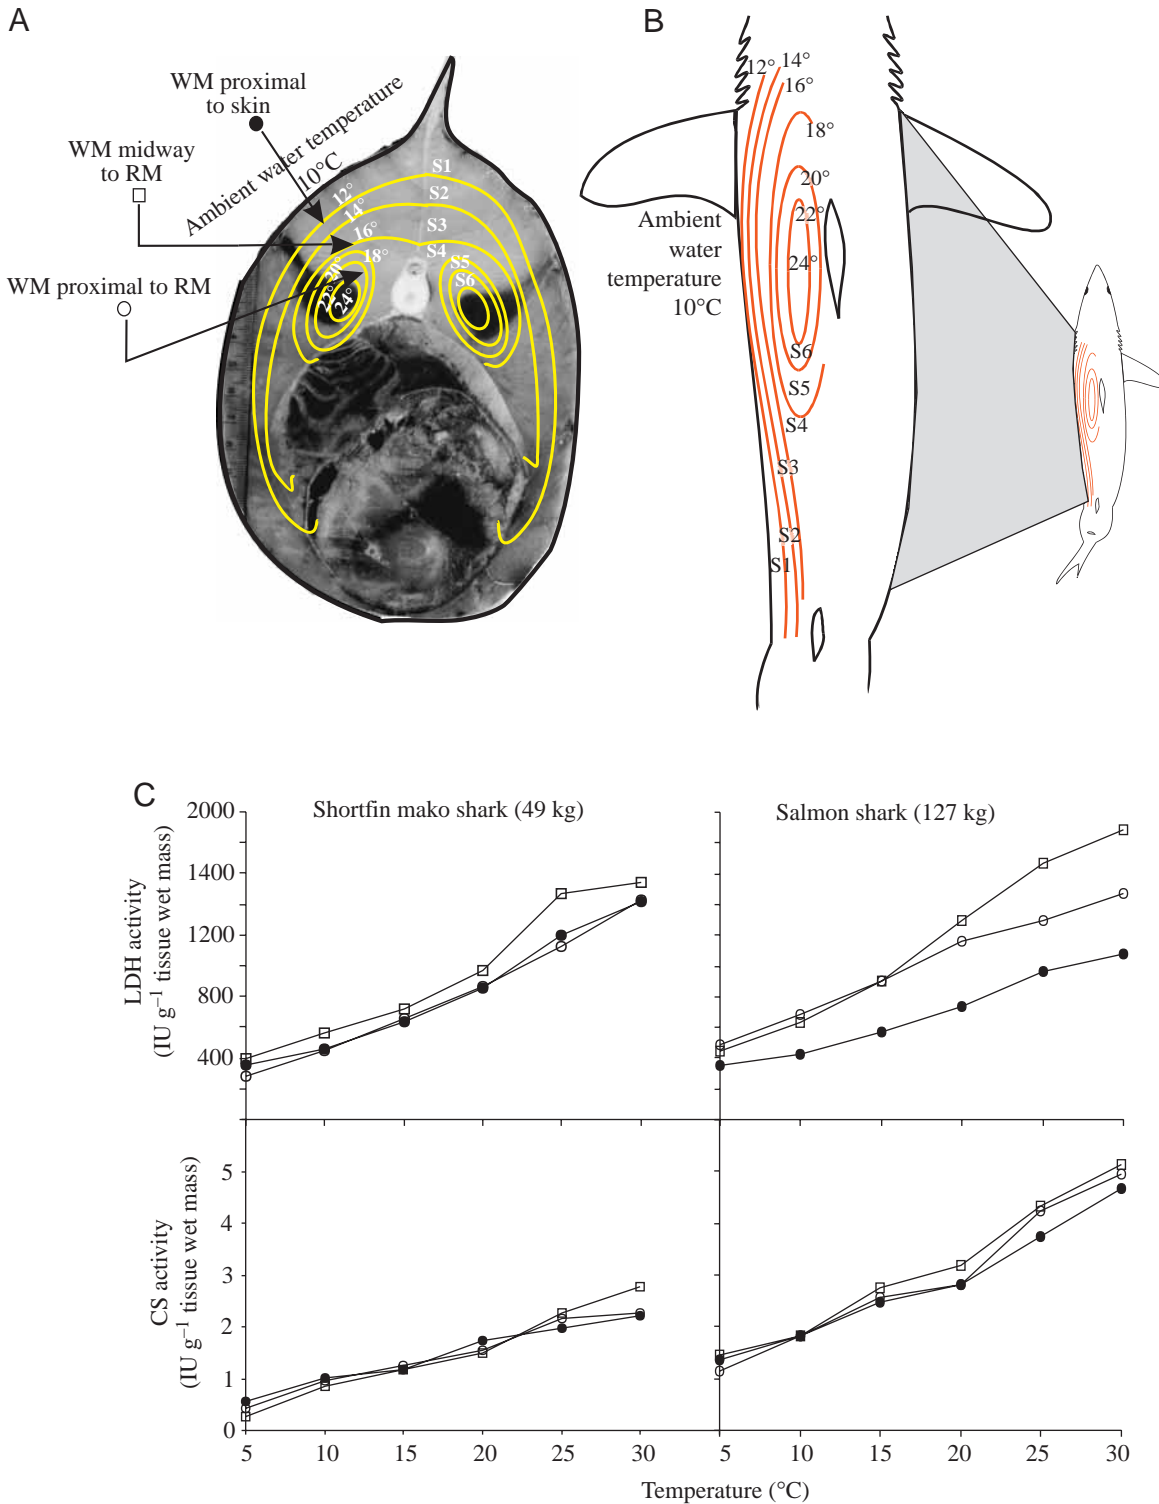 A
WM proximal
to skin
Ambient water temperature
10°C
WM midway
to RM
WM proximal to RM
12°
14°
16°
18°
20°
22°
24°
S1
S2
S3
S4
S5
S6
B
12°
14°
16°
18°
20°
22°
24°
Ambient
water
temperature
10°C
S6
S5
S4
S3
S2
S1
C
Shortfin mako shark (49 kg)
Salmon shark (127 kg)
LDH activity
(IU g⁻¹ tissue wet mass)
2000
1400
1200
800
400
CS activity
(IU g⁻¹ tissue wet mass)
5
4
3
2
1
0
5 10 15 20 25 30
5 10 15 20 25 30
Temperature (°C)